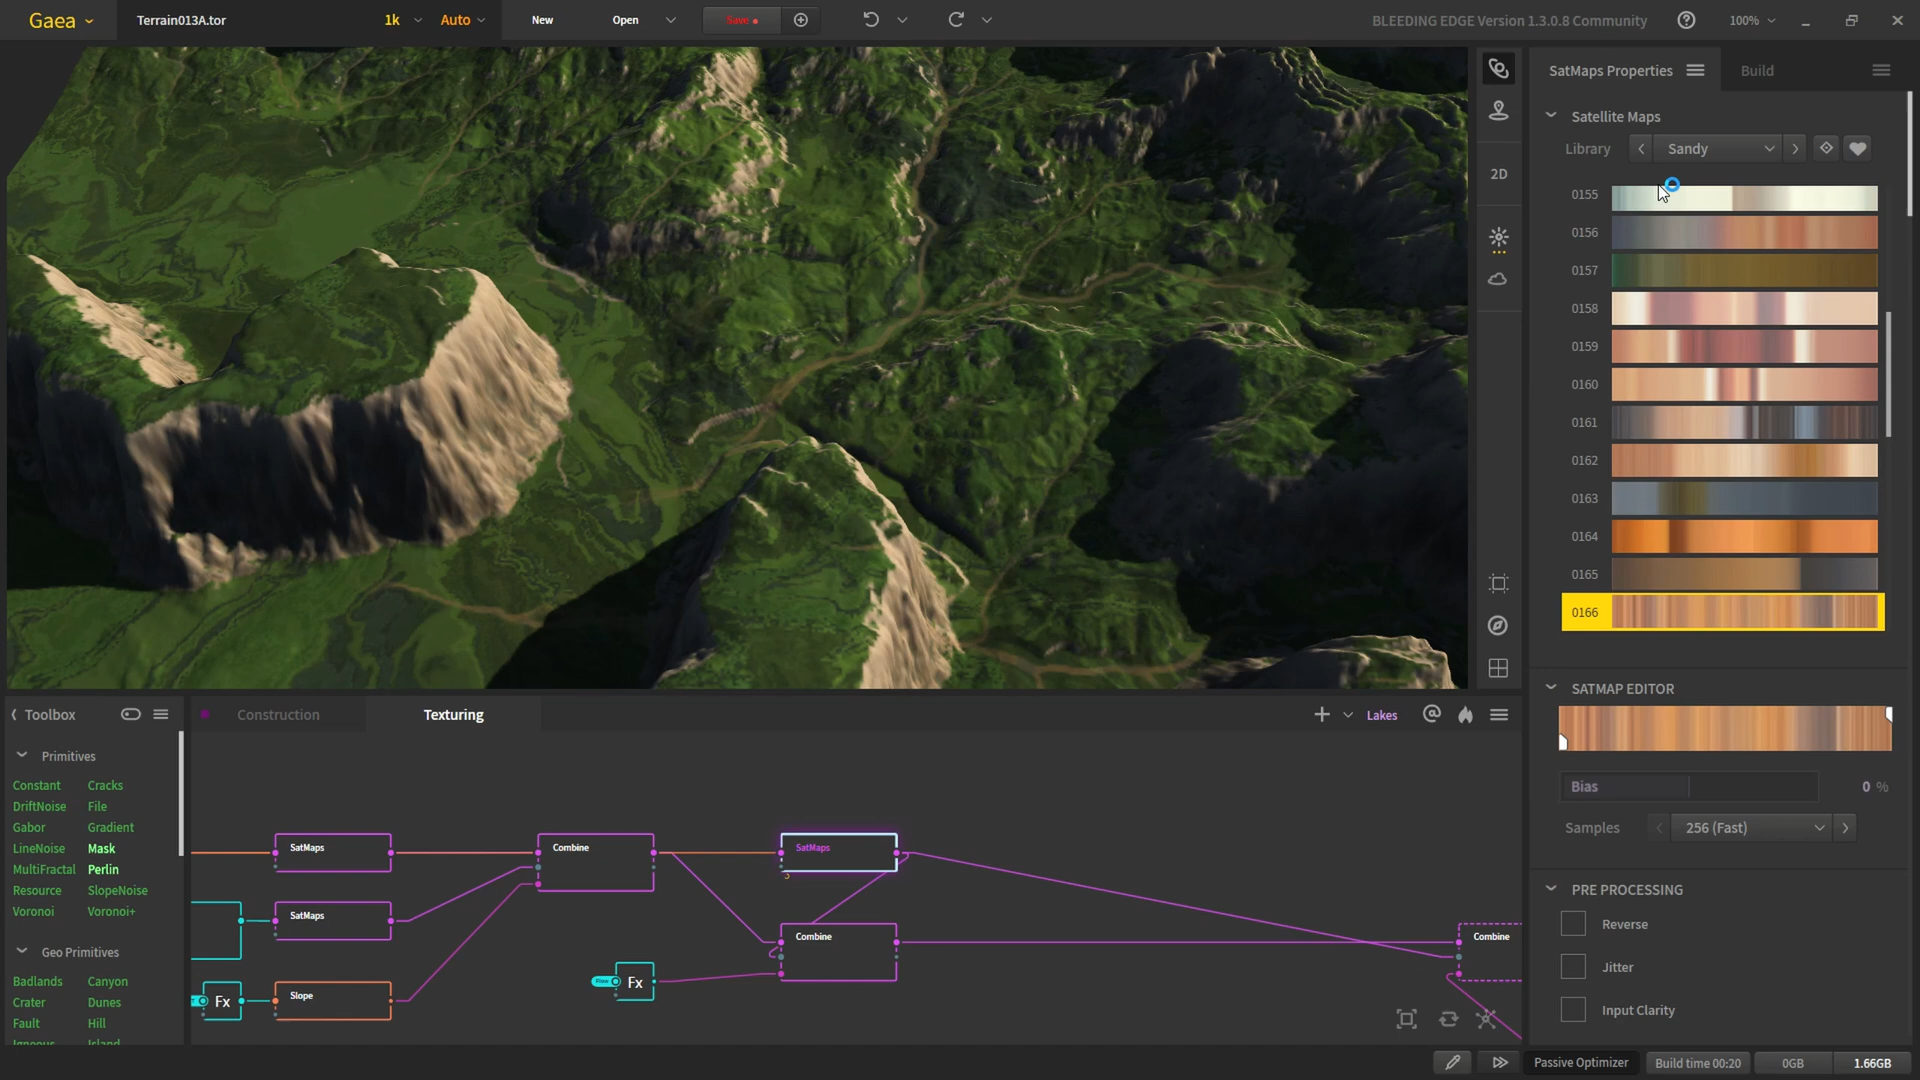 Gaea
Terrain013A.tor
1k
Auto
New
Open
Save
BLEEDING EDGE Version 1.3.0.8 Community
100%
SatMaps Properties
Build
Satellite Maps
Library
Sandy
2D
0155
0156
0157
0158
0159
0160
0161
0162
0163
0164
0165
0166
SATMAP EDITOR
Bias
0 %
Samples
256 (Fast)
PRE PROCESSING
Reverse
Jitter
Input Clarity
Toolbox
Construction
Texturing
Lakes
Primitives
Constant Cracks
DriftNoise File
Gabor Gradient
LineNoise Mask
MultiFractal Perlin
Resource SlopeNoise
Voronoi Voronoi+
Geo Primitives
Badlands Canyon
Crater Dunes
Fault Hill
Igneous Island
SatMaps
Combine
SatMaps
SatMaps
Combine
Combine
Fx
Fx
Slope
Passive Optimizer
Build time 00:20
0GB
1.66GB